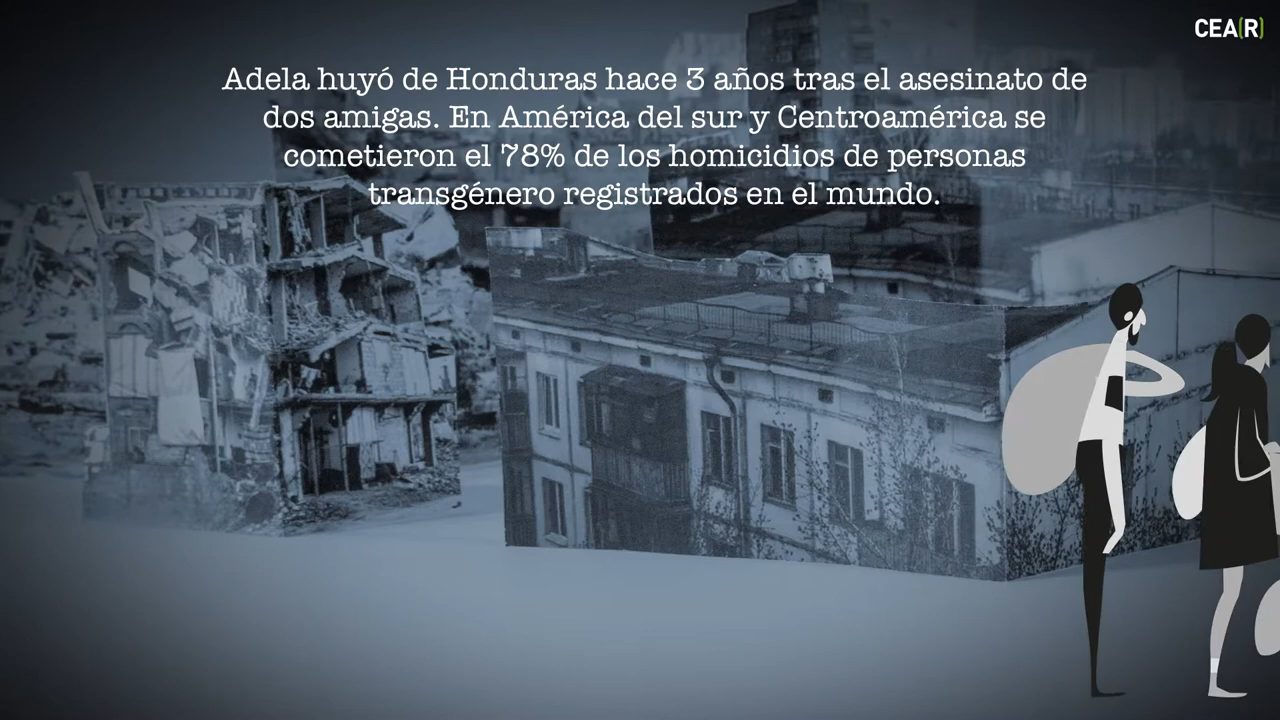 CEA(R)
Adela huyó de Honduras hace 3 años tras el asesinato de
dos amigas. En América del sur y Centroamérica se
cometieron el 78% de los homicidios de personas
transgénero registrados en el mundo.